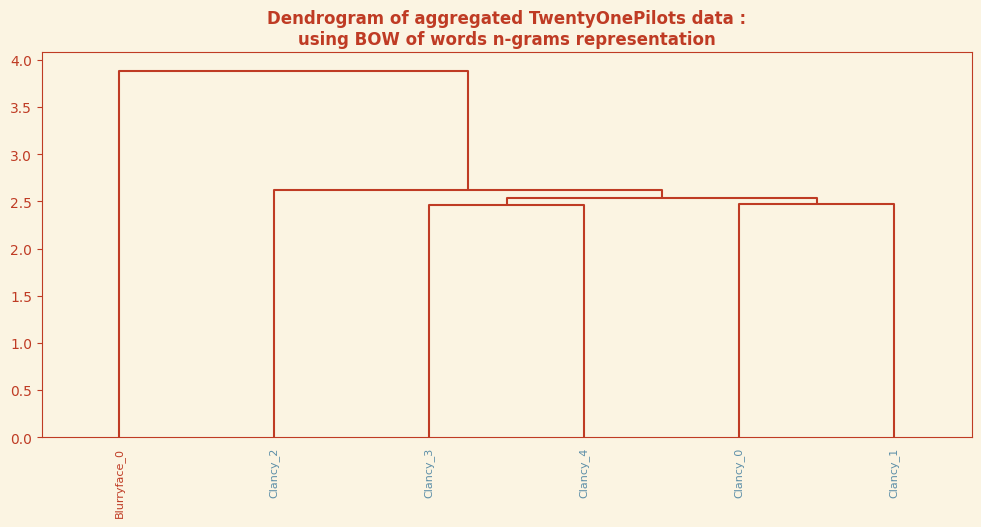 Dendrogram of aggregated TwentyOnePilots data :
using BOW of words n-grams representation
4.0
3.5
3.0
2.5
2.0
1.5
1.0
0.5
0.0
Blurryface_0
Clancy_2
Clancy_3
Clancy_4
Clancy_0
Clancy_1